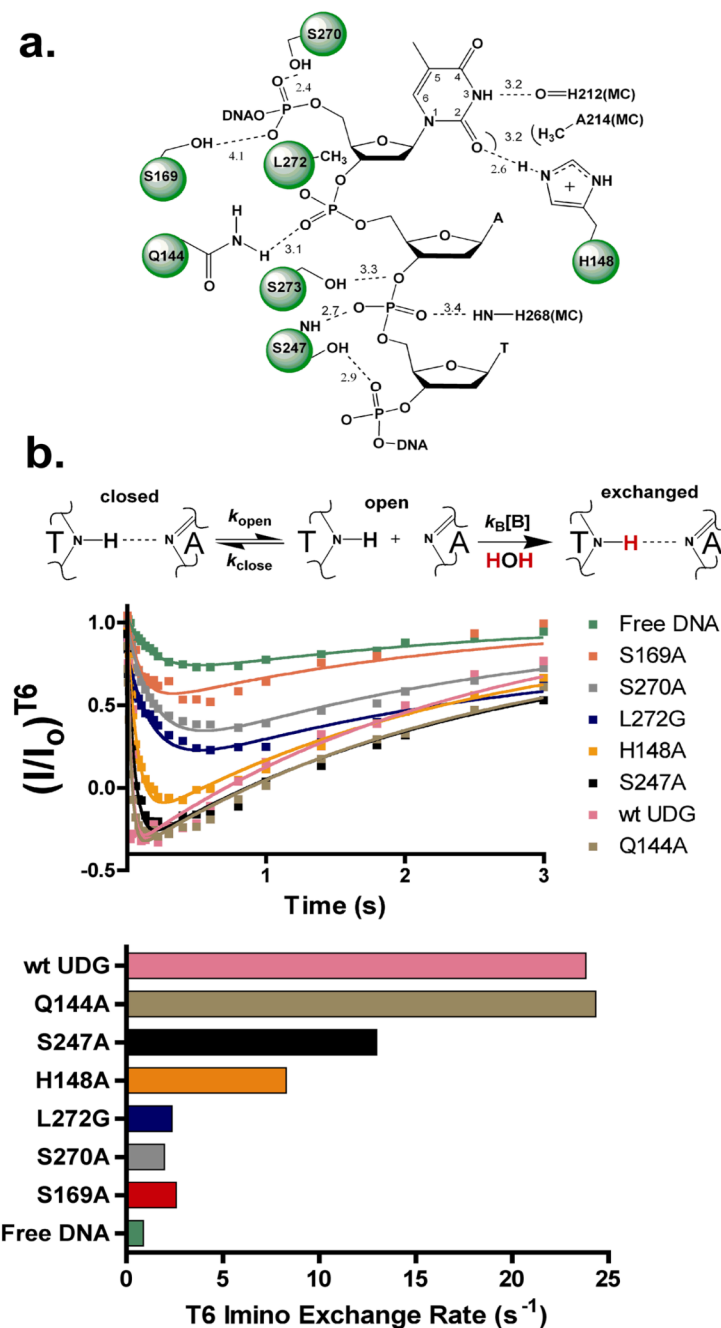 a.
S270
OH
O
2.4
O
4
5
3
NH
3.2
O
H212(MC)
DNAO
P
O
6
1
2
N
O
A214(MC)
H3C
3.2
OH
O
O
4.1
L272
CH3
2.6
H
N
NH
+
S169
O
O
P
O
O
H
N
H
3.1
A
Q144
O
S273
OH
3.3
O
O
H148
NH
2.7
O
P
O
3.4
HN
H268(MC)
S247
OH
O
T
2.9
O
O
O
P
O
O
DNA
b.
closed
open
exchanged
T
N
H
N
A
kopen
kclose
T
N
H
+
N
A
kB[B]
HOH
T
N
H
N
A
(I/IO)T6
1.0
0.5
0.0
-0.5
1
2
3
Time (s)
Free DNA
S169A
S270A
L272G
H148A
S247A
wt UDG
Q144A
wt UDG
Q144A
S247A
H148A
L272G
S270A
S169A
Free DNA
0
5
10
15
20
25
T6 Imino Exchange Rate (s-1)